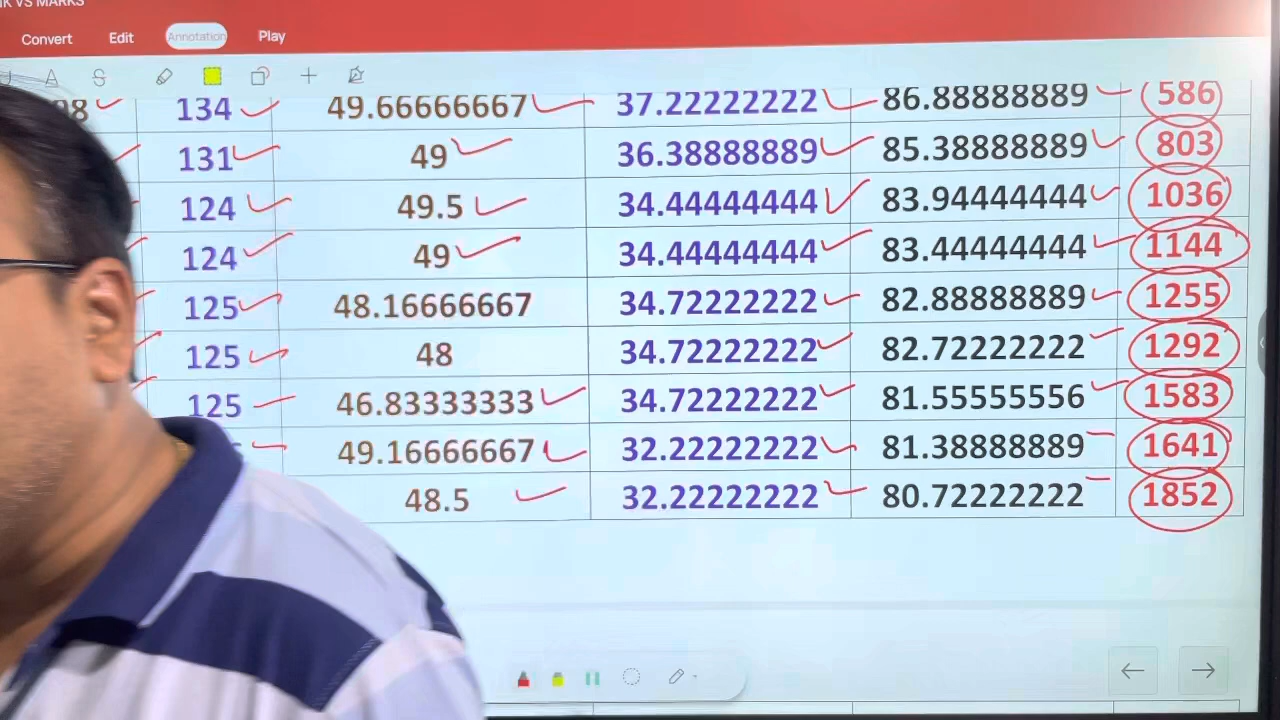 VS MARKS
Convert Edit Annotation Play
98 134 49.66666667 37.22222222 86.88888889 586
131 49 36.38888889 85.38888889 803
124 49.5 34.44444444 83.94444444 1036
124 49 34.44444444 83.44444444 1144
125 48.16666667 34.72222222 82.88888889 1255
125 48 34.72222222 82.72222222 1292
125 46.83333333 34.72222222 81.55555556 1583
49.16666667 32.22222222 81.38888889 1641
48.5 32.22222222 80.72222222 1852